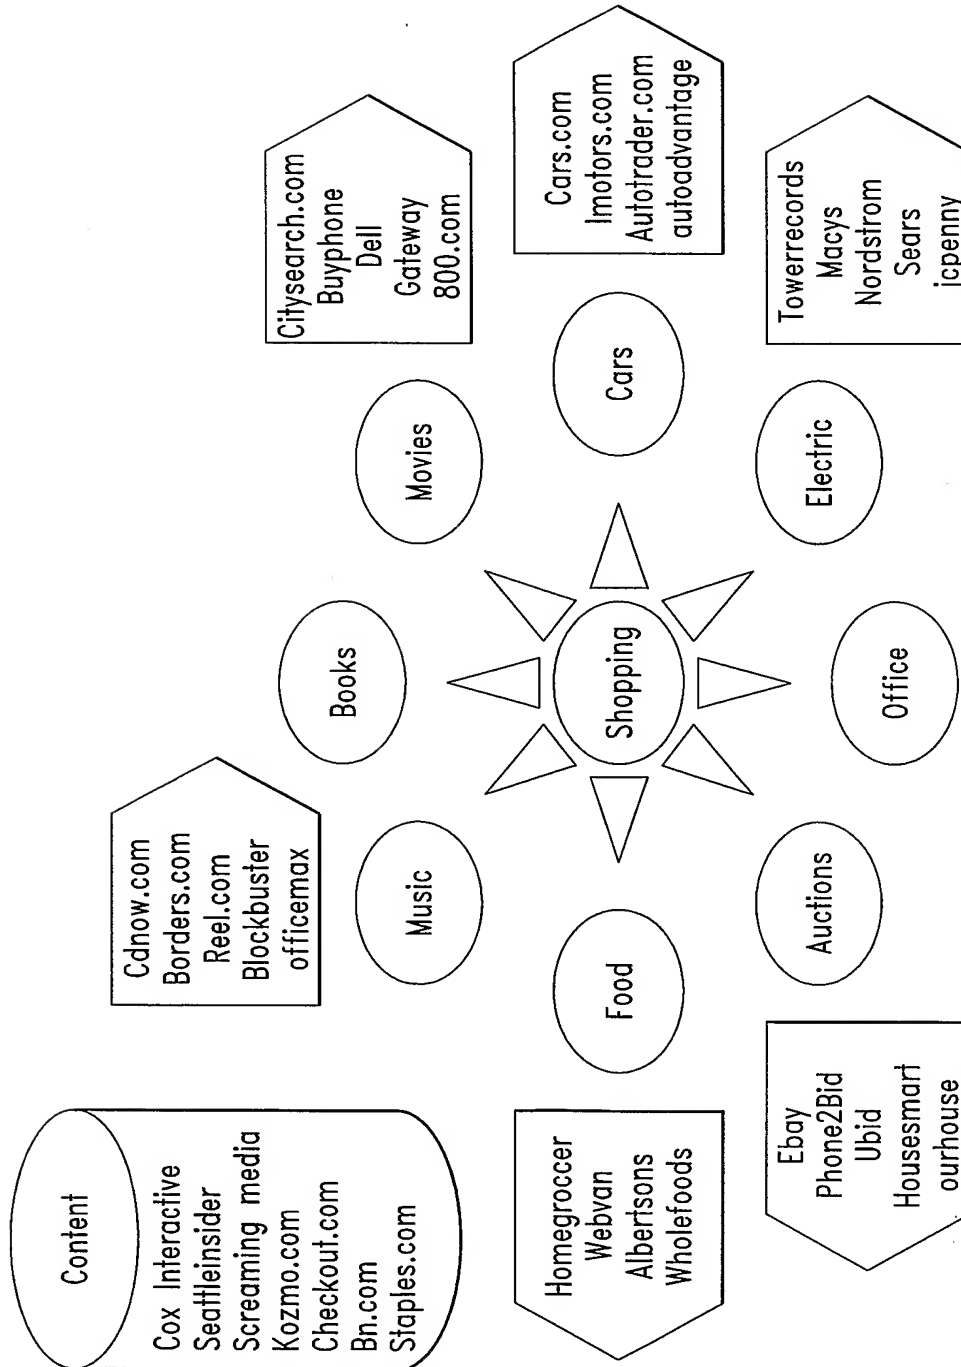 Content
Cox Interactive
Seattleinsider
Screaming media
Kozmo.com
Checkout.com
Bn.com
Staples.com
Cdnow.com
Borders.com
Reel.com
Blockbuster
officemax
Citysearch.com
Buyphone
Dell
Gateway
800.com
Books
Music
Movies
Homegroccer
Webvan
Albertsons
Wholefoods
Food
Shopping
Cars
Cars.com
Imotors.com
Autotrader.com
autoadvantage
Auctions
Electric
Office
Ebay
Phone2Bid
Ubid
Housesmart
ourhouse
Towerrecords
Macys
Nordstrom
Sears
jcpenny